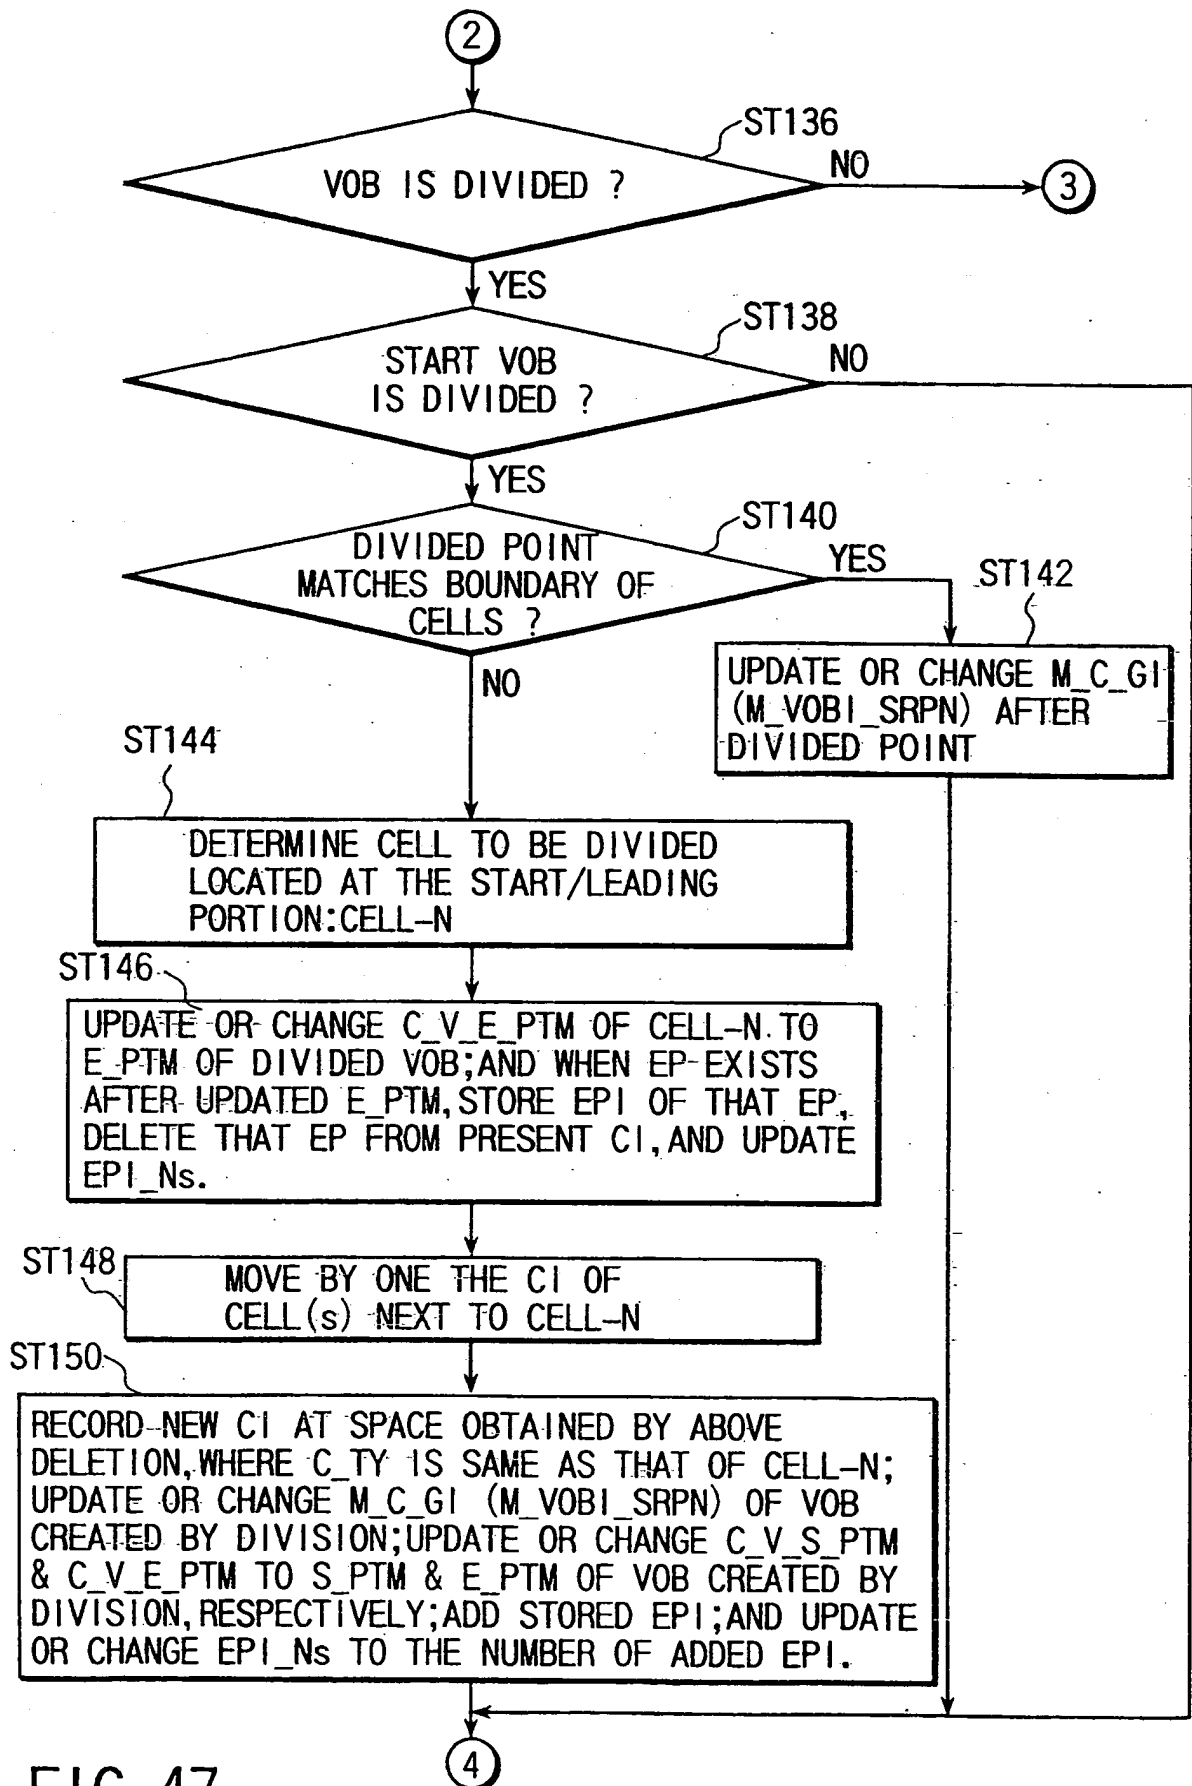 2
ST136
VOB IS DIVIDED ?
NO
3
YES
ST138
START VOB
IS DIVIDED ?
NO
YES
ST140
DIVIDED POINT
MATCHES BOUNDARY OF
CELLS ?
YES
ST142
UPDATE OR CHANGE M_C_GI
(M_VOBI_SRPN) AFTER
DIVIDED POINT
NO
ST144
DETERMINE CELL TO BE DIVIDED
LOCATED AT THE START/LEADING
PORTION:CELL-N
ST146
UPDATE OR CHANGE C_V_E_PTM OF CELL-N TO
E_PTM OF DIVIDED VOB;AND WHEN EP EXISTS
AFTER UPDATED E_PTM,STORE EPI OF THAT EP,
DELETE THAT EP FROM PRESENT CI,AND UPDATE
EPI_Ns.
ST148
MOVE BY ONE THE CI OF
CELL(s) NEXT TO CELL-N
ST150
RECORD NEW CI AT SPACE OBTAINED BY ABOVE
DELETION,WHERE C_TY IS SAME AS THAT OF CELL-N;
UPDATE OR CHANGE M_C_GI (M_VOBI_SRPN) OF VOB
CREATED BY DIVISION;UPDATE OR CHANGE C_V_S_PTM
& C_V_E_PTM TO S_PTM & E_PTM OF VOB CREATED BY
DIVISION,RESPECTIVELY;ADD STORED EPI;AND UPDATE
OR CHANGE EPI_Ns TO THE NUMBER OF ADDED EPI.
4
FIG. 47